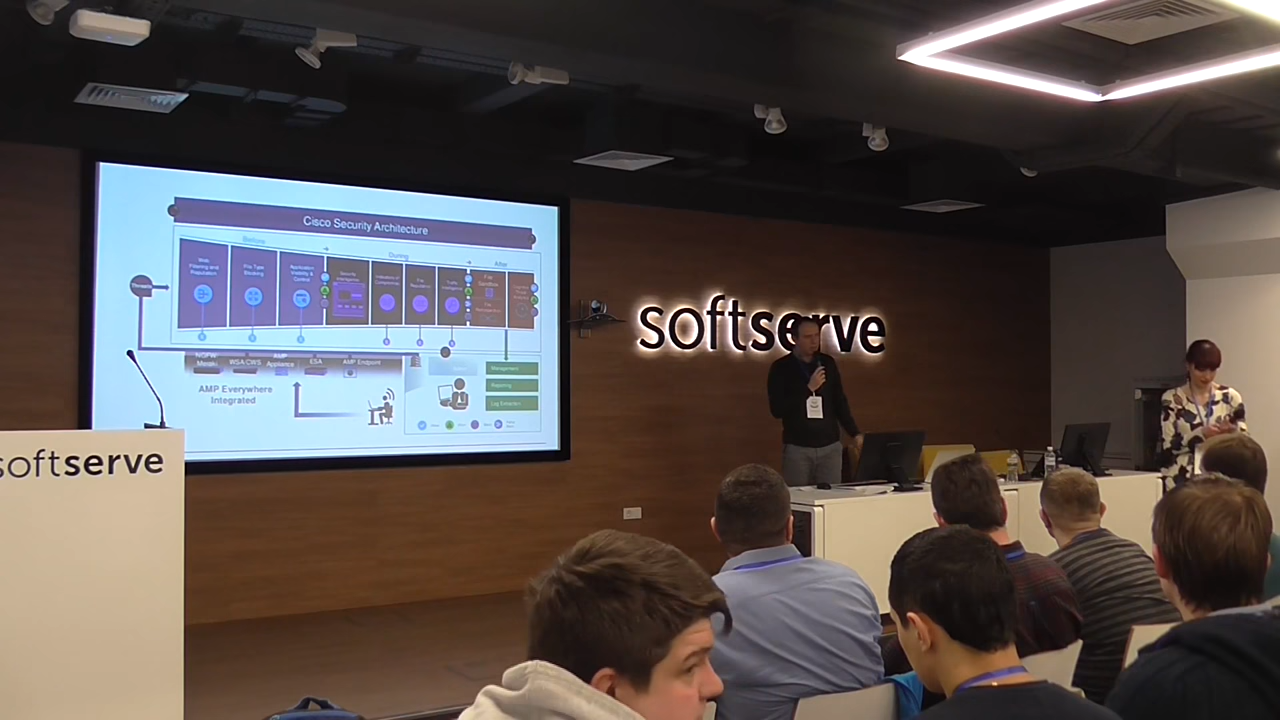 Cisco Security Architecture
Before
During
After
Web
Filtering and
Reputation
File Type
Blocking
Application
Visibility &
Control
Security
Intelligence
Indicators of
Compromise
File
Reputation
Traffic
Intelligence
File
Sandbox
File
Retrospection
Threats
NGFW
Meraki
WSA/CWS
AMP
Appliance
ESA
AMP Endpoint
AMP Everywhere
Integrated
Management
Reporting
Log Extraction
softserve
softserve